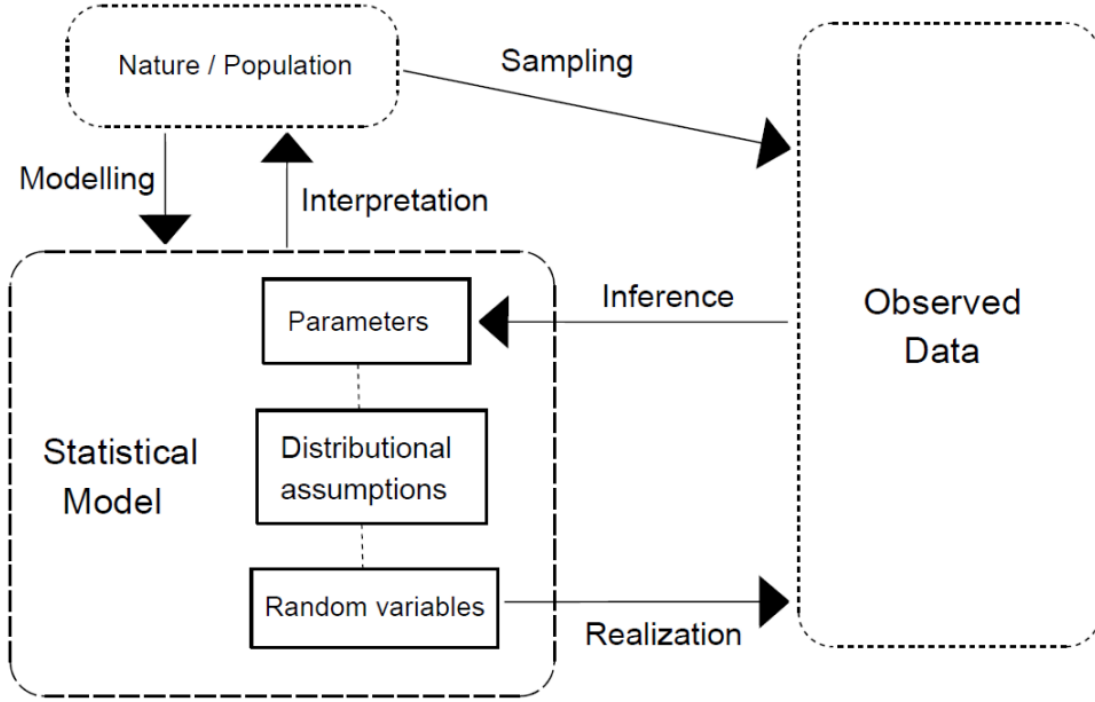 Nature / Population
Sampling
Modelling
Interpretation
Parameters
Inference
Observed
Data
Statistical
Model
Distributional
assumptions
Random variables
Realization